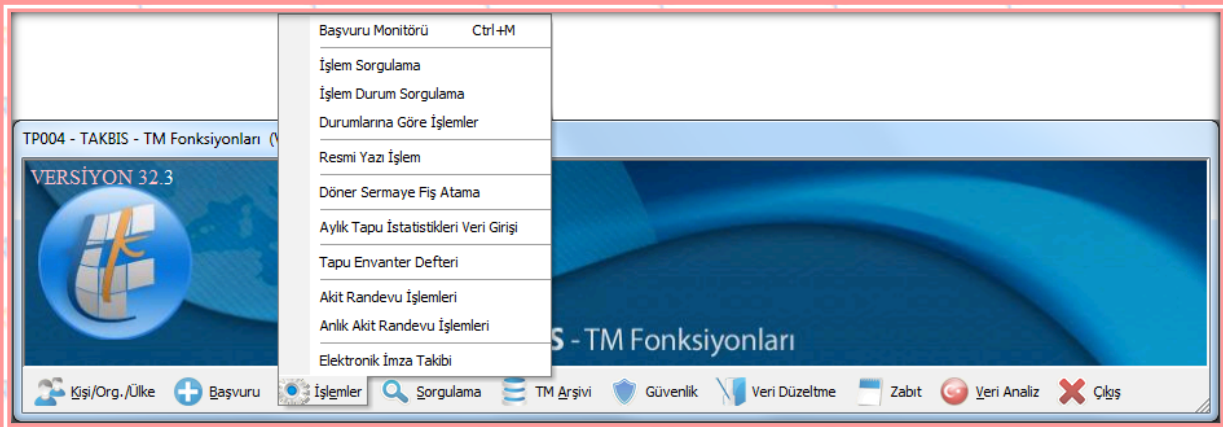 Başvuru Monitörü Ctrl+M
İşlem Sorgulama
İşlem Durum Sorgulama
Durumlarına Göre İşlemler
Resmi Yazı İşlem
Döner Sermaye Fiş Atama
Aylık Tapu İstatistikleri Veri Girişi
Tapu Envanter Defteri
Akit Randevu İşlemleri
Anlık Akit Randevu İşlemleri
Elektronik İmza Takibi
TP004 - TAKBIS - TM Fonksiyonları (V
VERSİYON 32.3
S - TM Fonksiyonları
Kişi/Org./Ülke Başvuru İşlemler Sorgulama TM Arşivi Güvenlik Veri Düzeltme Zabıt Veri Analiz Çıkış